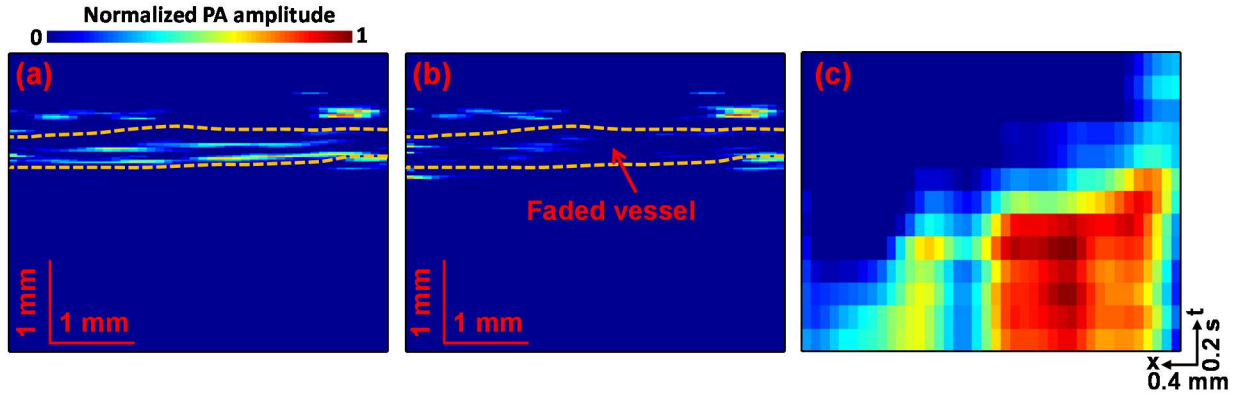 Normalized PA amplitude
0 1
(a) (b) (c)
Faded vessel
1 mm 1 mm 1 mm 1 mm
t
0.2 s
x
0.4 mm